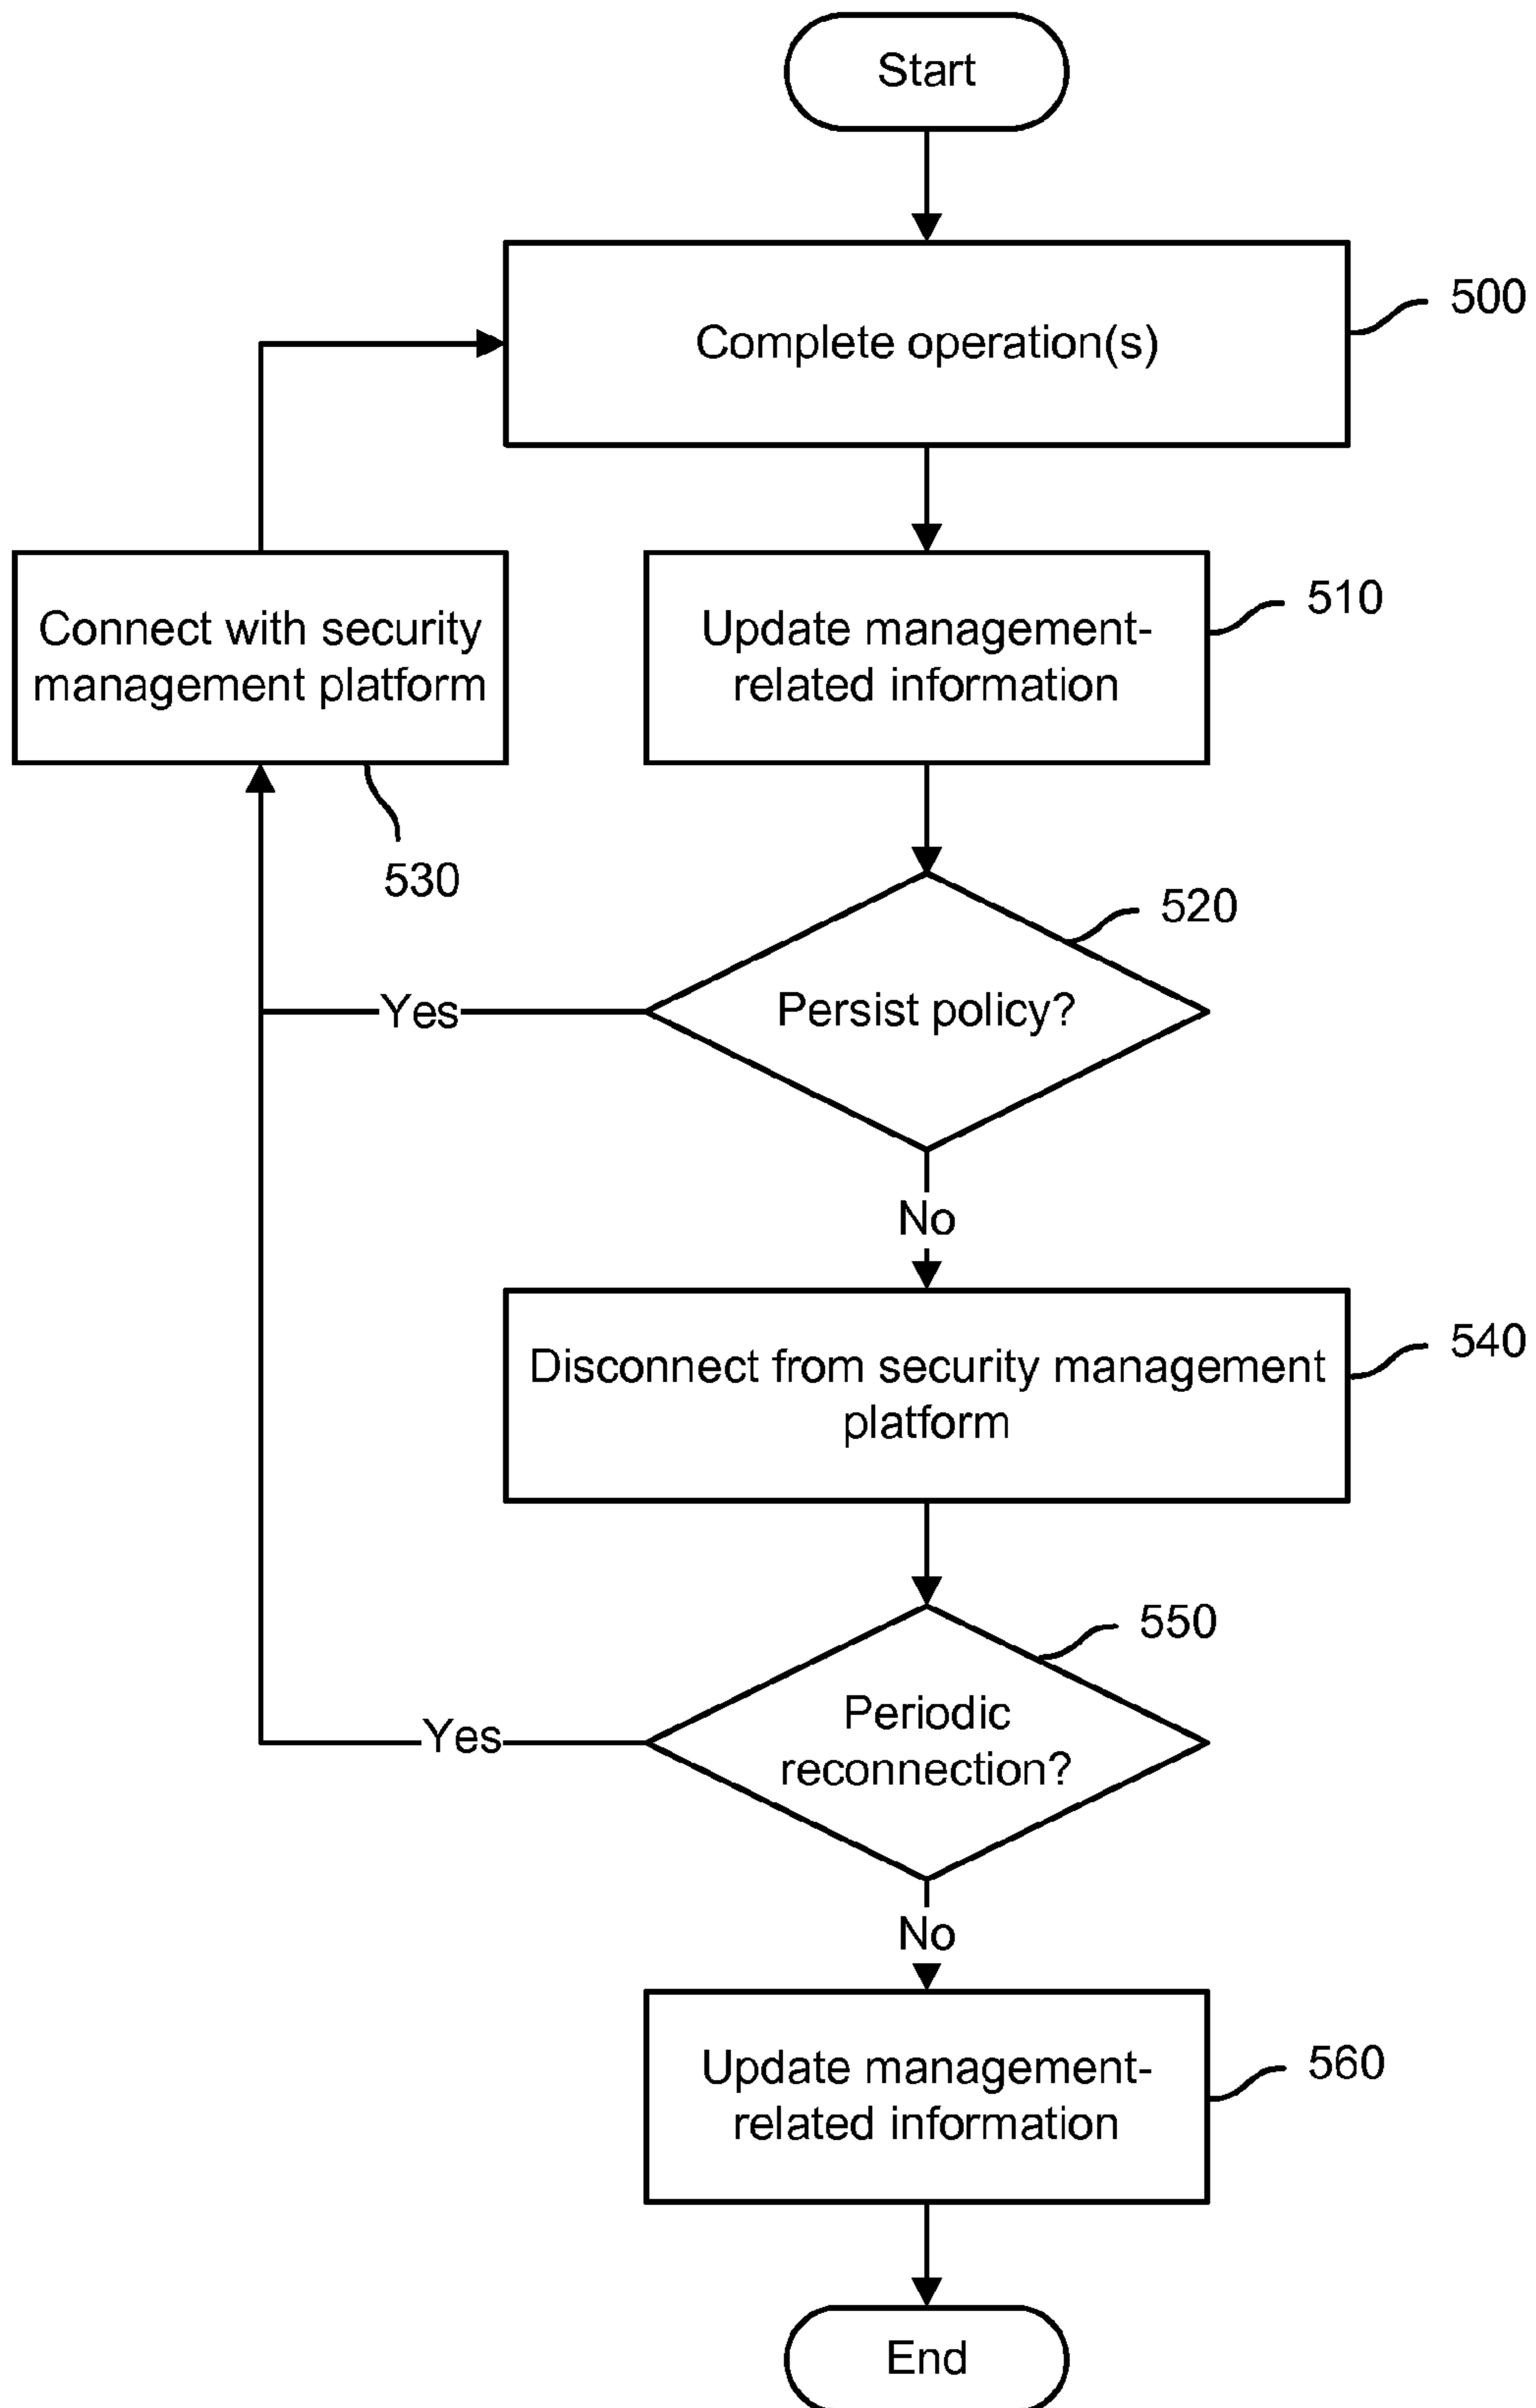 Start
Complete operation(s)
500
Connect with security
management platform
530
Update management-
related information
510
Persist policy?
520
Yes
No
Disconnect from security management
platform
540
Periodic
reconnection?
550
Yes
No
Update management-
related information
560
End